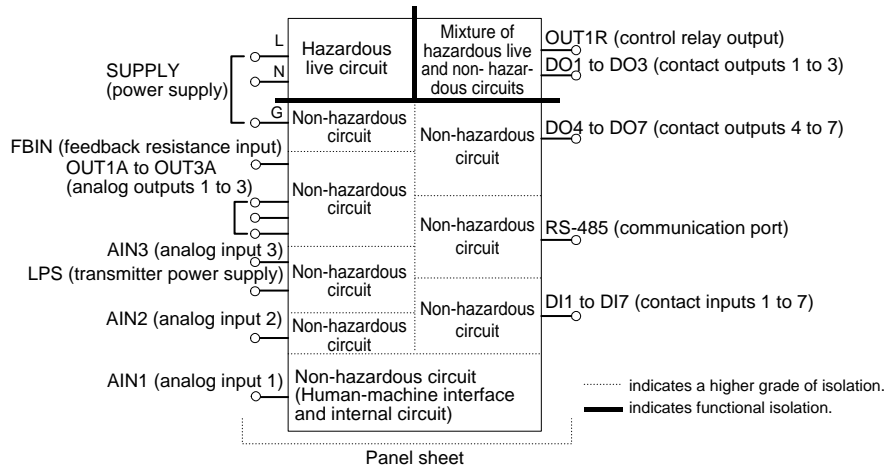 L
N
G
SUPPLY
(power supply)
FBIN (feedback resistance input)
OUT1A to OUT3A
(analog outputs 1 to 3)
AIN3 (analog input 3)
LPS (transmitter power supply)
AIN2 (analog input 2)
AIN1 (analog input 1)
Hazardous
live circuit
Mixture of
hazardous live
and non- hazar-
dous circuits
Non-hazardous
circuit
Non-hazardous
circuit
Non-hazardous
circuit
Non-hazardous
circuit
Non-hazardous
circuit
Non-hazardous
circuit
Non-hazardous
circuit
Non-hazardous circuit
(Human-machine interface
and internal circuit)
OUT1R (control relay output)
DO1 to DO3 (contact outputs 1 to 3)
DO4 to DO7 (contact outputs 4 to 7)
RS-485 (communication port)
DI1 to DI7 (contact inputs 1 to 7)
indicates a higher grade of isolation.
indicates functional isolation.
Panel sheet